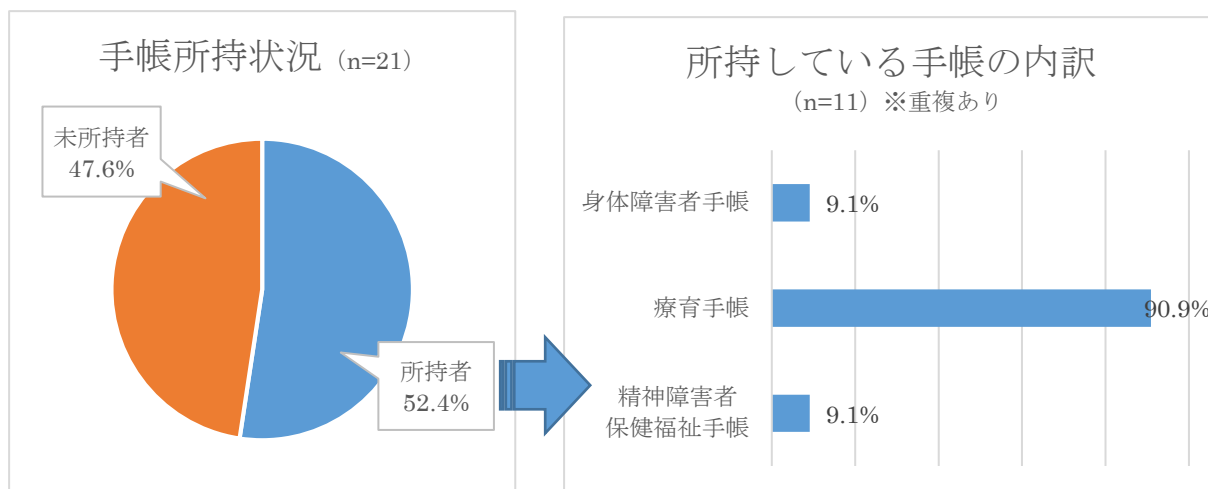 手帳所持状況（n=21）
未所持者
47.6%
所持者
52.4%
所持している手帳の内訳
（n=11）※重複あり
身体障害者手帳
9.1%
療育手帳
90.9%
精神障害者
保健福祉手帳
9.1%